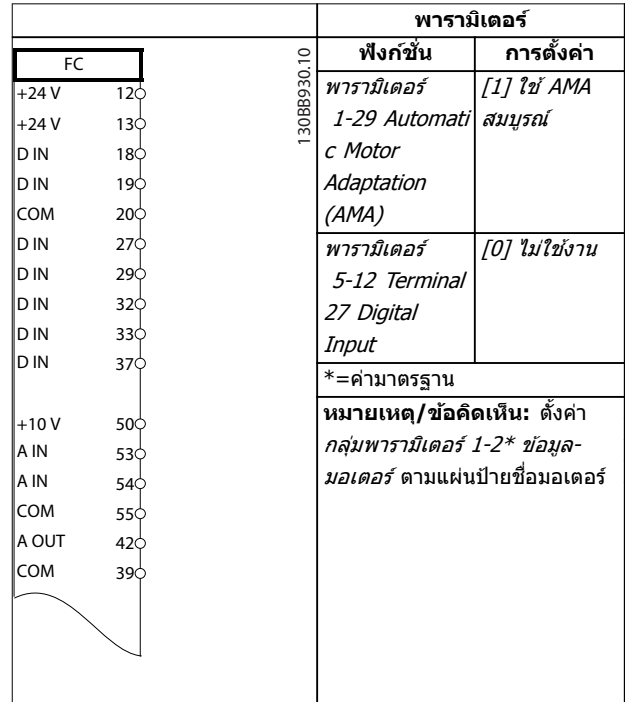 FC
+24 V 12
+24 V 13
D IN 18
D IN 19
COM 20
D IN 27
D IN 29
D IN 32
D IN 33
D IN 37
+10 V 50
A IN 53
A IN 54
COM 55
A OUT 42
COM 39
130BB930.10
พารามิเตอร์
ฟังก์ชั่น การตั้งค่า
พารามิเตอร์ [1] ใช้ AMA
1-29 Automati สมบูรณ์
c Motor
Adaptation
(AMA)
พารามิเตอร์ [0] ไม่ใช้งาน
5-12 Terminal
27 Digital
Input
*=ค่ามาตรฐาน
หมายเหตุ/ข้อคิดเห็น: ตั้งค่า
กลุ่มพารามิเตอร์ 1-2* ข้อมูล-
มอเตอร์ ตามแผ่นป้ายชื่อมอเตอร์